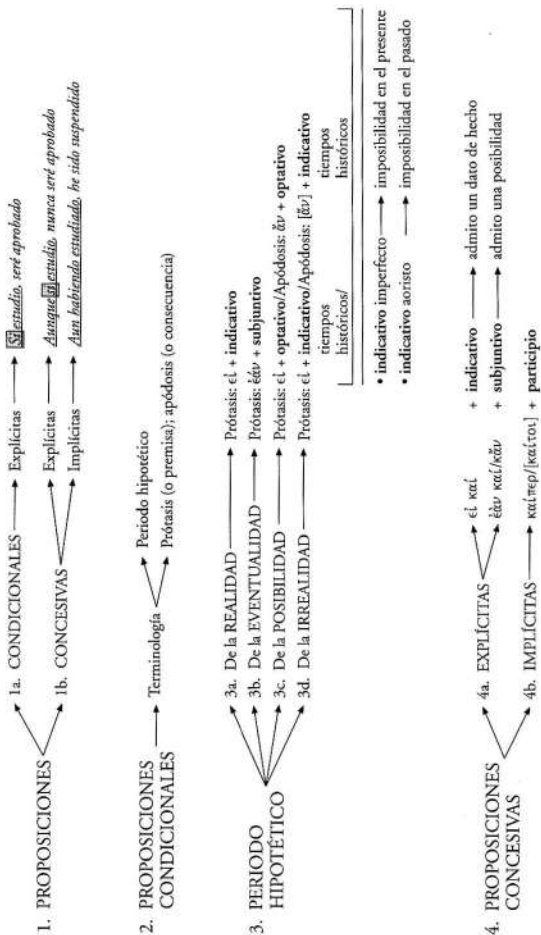 1. PROPOSICIONES
1a. CONDICIONALES → Explícitas → Si estudio, seré aprobado
1b. CONCESIVAS → Explícitas → Aunque si estudio, nunca seré aprobado
Implícitas → Aun habiendo estudiado, he sido suspendido
2. PROPOSICIONES CONDICIONALES → Terminología
Periodo hipotético
Prótasis (o premisa); apódosis (o consecuencia)
3. PERIODO HIPOTÉTICO
3a. De la REALIDAD → Prótasis: εἰ + indicativo
3b. De la EVENTUALIDAD → Prótasis: ἐάν + subjuntivo
3c. De la POSIBILIDAD → Prótasis: εἰ + optativo/Apódosis: ἄν + optativo
3d. De la IRREALIDAD → Prótasis: εἰ + indicativo/Apódosis: [ἄν] + indicativo
tiempos históricos/ tiempos históricos
• indicativo imperfecto → imposibilidad en el presente
• indicativo aoristo → imposibilidad en el pasado
4. PROPOSICIONES CONCESIVAS
4a. EXPLÍCITAS
εἰ καί + indicativo → admito un dato de hecho
ἐὰν καί/κἄν + subjuntivo → admito una posibilidad
4b. IMPLÍCITAS → καίπερ/[καίτοι] + participio